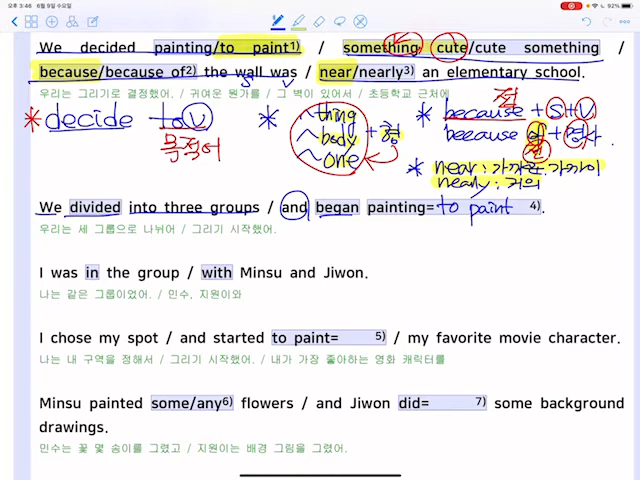 오후 3:46 6월 9일 수요일
92%
We decided painting/to paint1) / something cute/cute something /
because/because of2) the wall was / near/nearly3) an elementary school.
우리는 그리기로 결정했어. / 귀여운 뭔가를 / 그 벽이 있어서 / 초등학교 근처에
* decide to V
목적어
* ~thing
~body
~one
+형
절
* because + S + V
because of + 명사
* near : 가까운, 가까이
nearly : 거의
We divided into three groups / and began painting= to paint 4).
우리는 세 그룹으로 나뉘어 / 그리기 시작했어.
I was in the group / with Minsu and Jiwon.
나는 같은 그룹이었어. / 민수, 지원이와
I chose my spot / and started to paint= 5) / my favorite movie character.
나는 내 구역을 정해서 / 그리기 시작했어. / 내가 가장 좋아하는 영화 캐릭터를
Minsu painted some/any6) flowers / and Jiwon did= 7) some background
drawings.
민수는 꽃 몇 송이를 그렸고 / 지원이는 배경 그림을 그렸어.